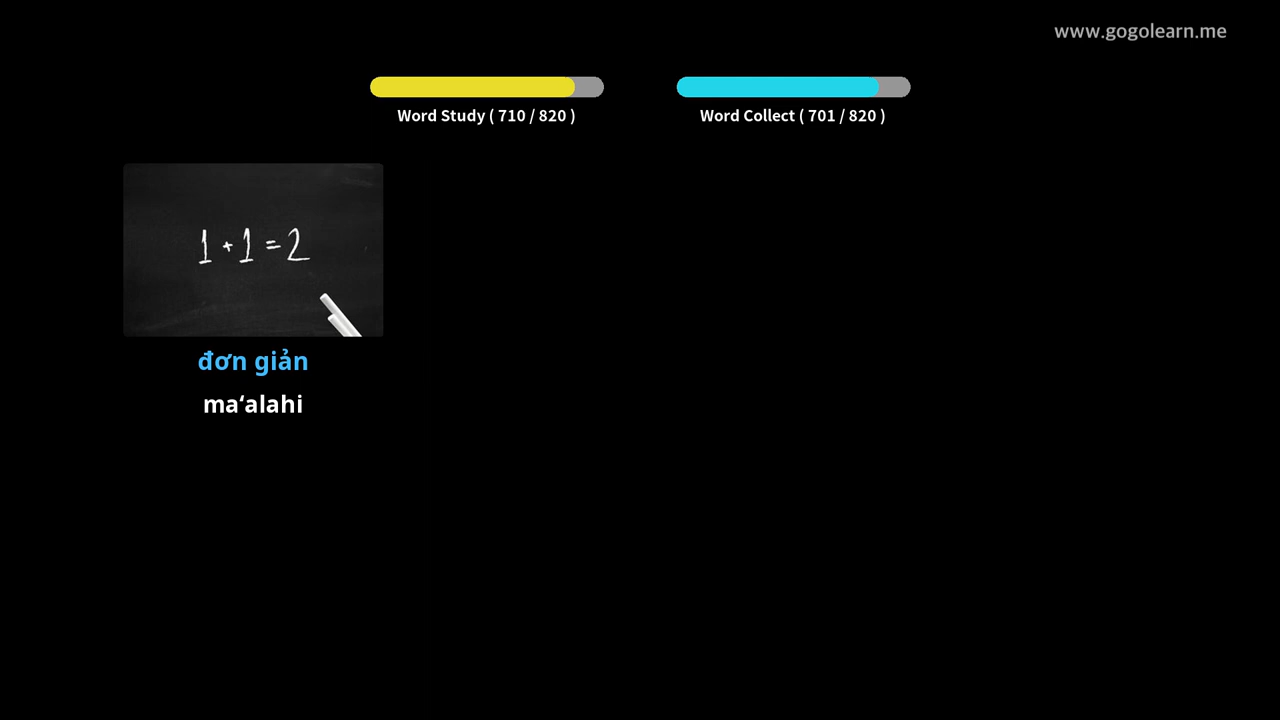 www.gogolearn.me
Word Study ( 710 / 820 )
Word Collect ( 701 / 820 )
1 + 1 = 2
đơn giản
maʻalahi